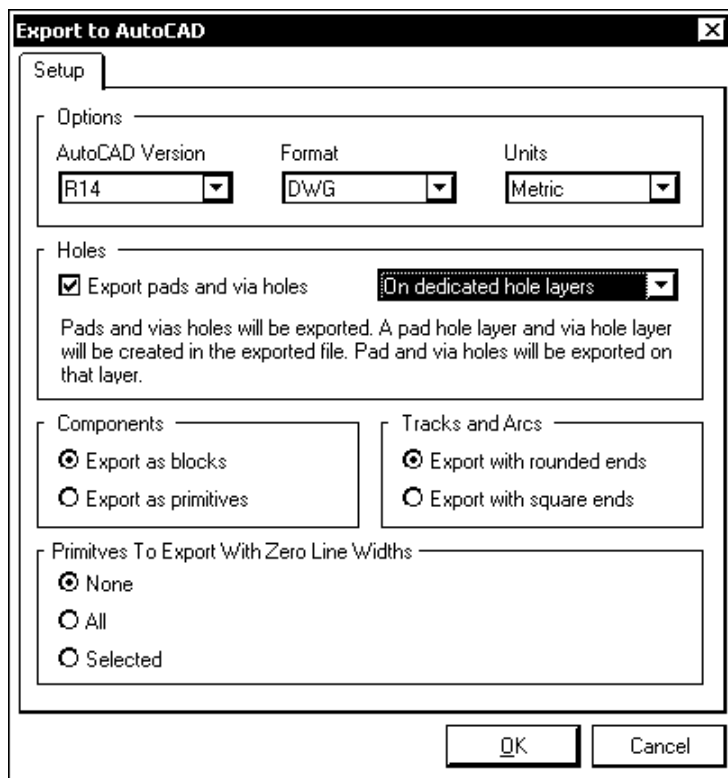 Export to AutoCAD
Setup
Options
AutoCAD Version Format Units
R14 DWG Metric
Holes
Export pads and via holes On dedicated hole layers
Pads and vias holes will be exported. A pad hole layer and via hole layer
will be created in the exported file. Pad and via holes will be exported on
that layer.
Components Tracks and Arcs
Export as blocks Export with rounded ends
Export as primitives Export with square ends
Primitves To Export With Zero Line Widths
None
All
Selected
OK Cancel